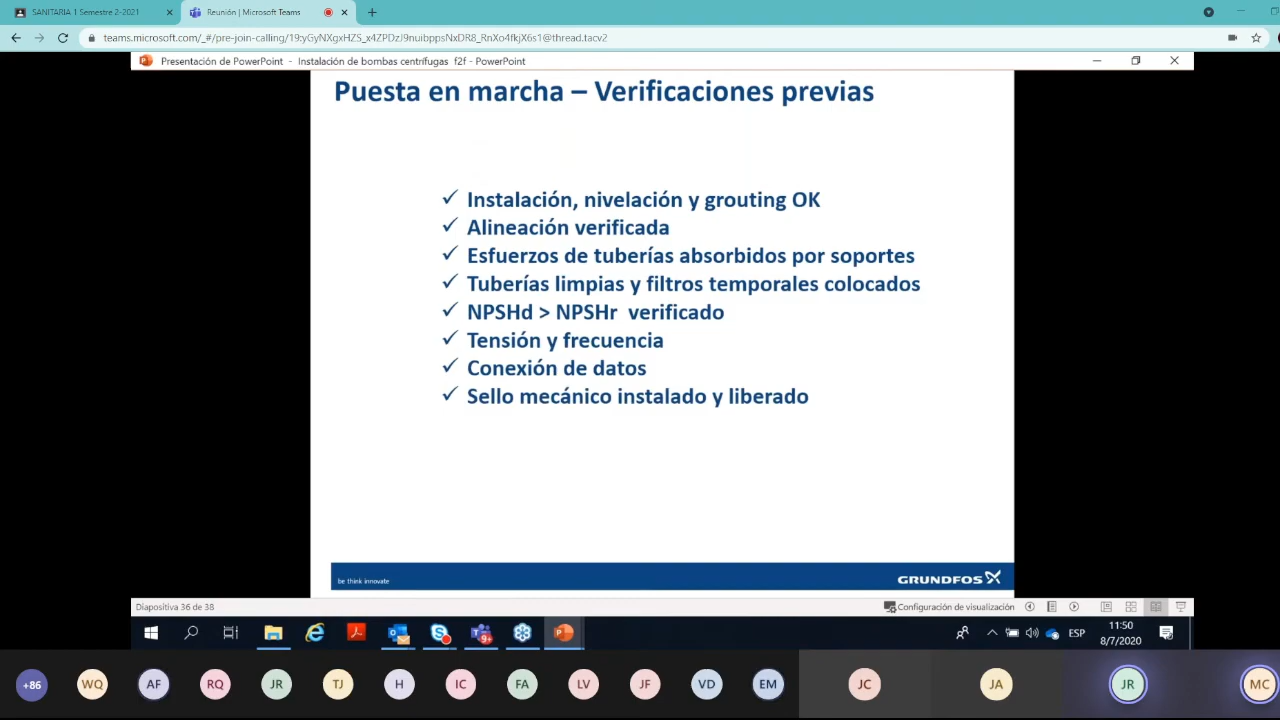 SANITARIA 1 Semestre 2-2021
Reunión | Microsoft Teams
teams.microsoft.com/_#/pre-join-calling/19:yGyNXgxHZS_x4ZPDzJ9nuibppsNxDR8_RnXo4fkjX6s1@thread.tacv2
Presentación de PowerPoint - Instalación de bombas centrífugas f2f - PowerPoint
Puesta en marcha – Verificaciones previas
✓ Instalación, nivelación y grouting OK
✓ Alineación verificada
✓ Esfuerzos de tuberías absorbidos por soportes
✓ Tuberías limpias y filtros temporales colocados
✓ NPSHd > NPSHr verificado
✓ Tensión y frecuencia
✓ Conexión de datos
✓ Sello mecánico instalado y liberado
be think innovate
GRUNDFOS
Diapositiva 36 de 38
Configuración de visualización
9+
ESP
11:50
8/7/2020
+86
WQ
AF
RQ
JR
TJ
H
IC
FA
LV
JF
VD
EM
JC
JA
JR
MC